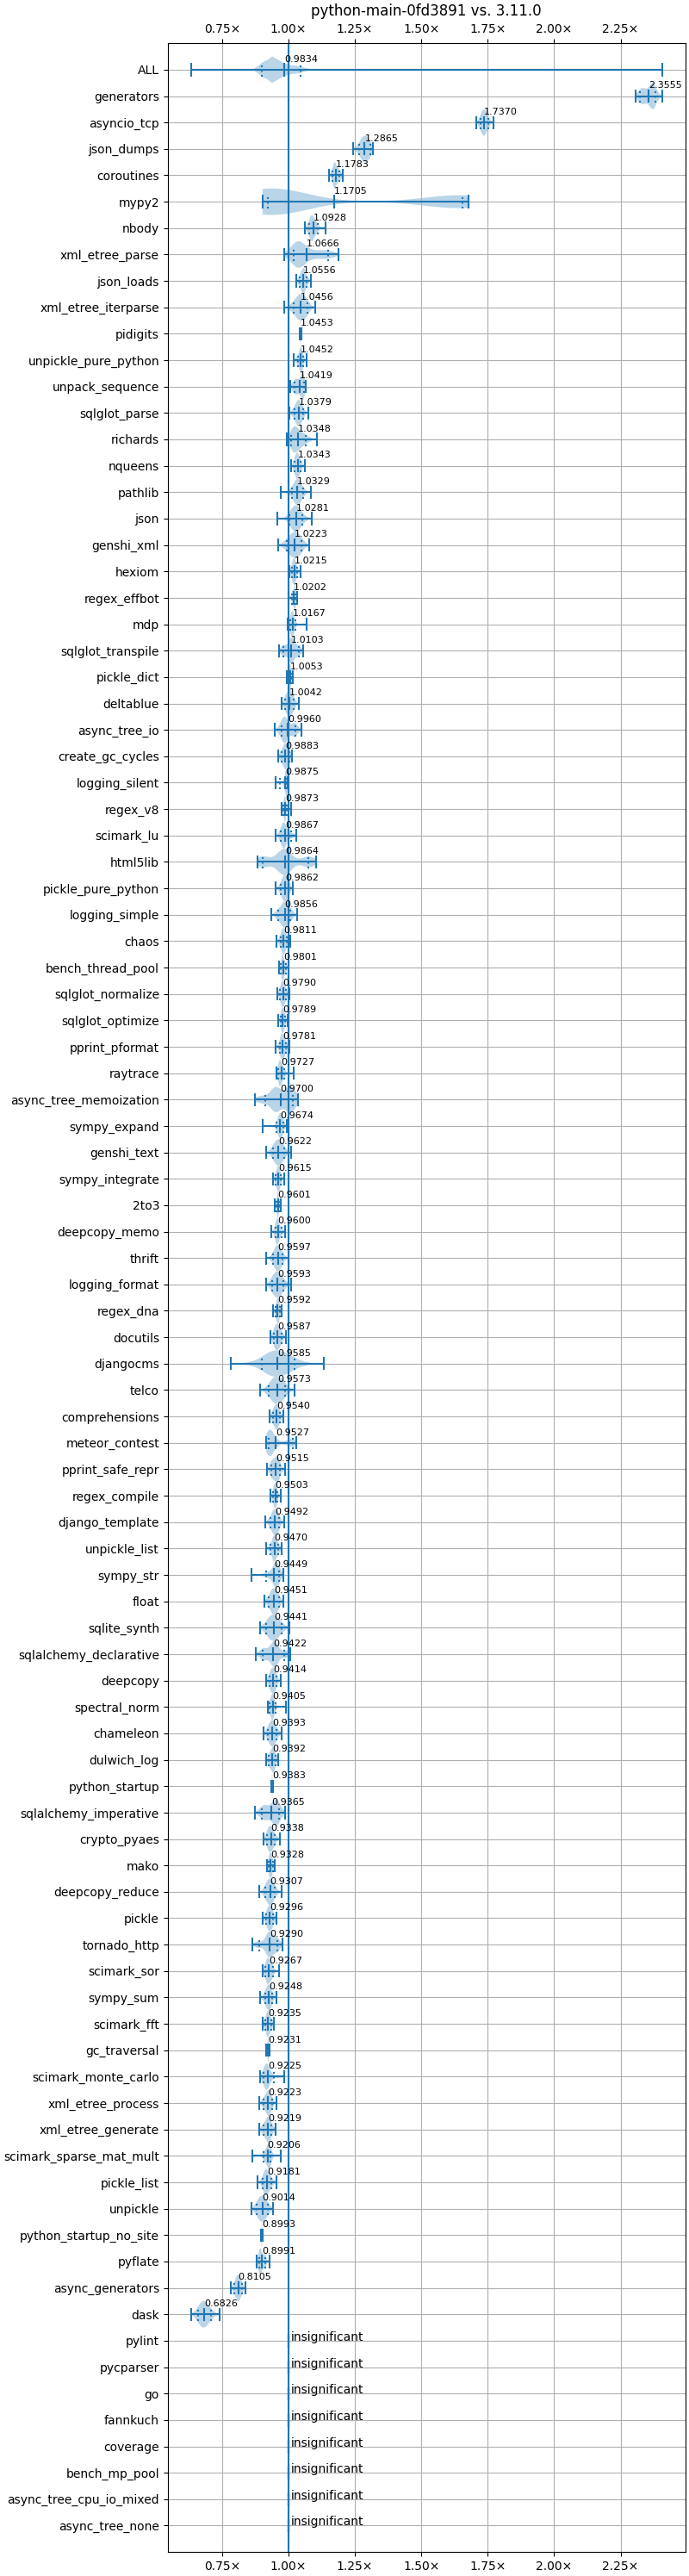 python-main-0fd3891 vs. 3.11.0
0.75× 1.00× 1.25× 1.50× 1.75× 2.00× 2.25×
ALL 0.9834
generators 2.3555
asyncio_tcp 1.7370
json_dumps 1.2865
coroutines 1.1783
mypy2 1.1705
nbody 1.0928
xml_etree_parse 1.0666
json_loads 1.0556
xml_etree_iterparse 1.0456
pidigits 1.0453
unpickle_pure_python 1.0452
unpack_sequence 1.0419
sqlglot_parse 1.0379
richards 1.0348
nqueens 1.0343
pathlib 1.0329
json 1.0281
genshi_xml 1.0223
hexiom 1.0215
regex_effbot 1.0202
mdp 1.0167
sqlglot_transpile 1.0103
pickle_dict 1.0053
deltablue 1.0042
async_tree_io 0.9960
create_gc_cycles 0.9883
logging_silent 0.9875
regex_v8 0.9873
scimark_lu 0.9867
html5lib 0.9864
pickle_pure_python 0.9862
logging_simple 0.9856
chaos 0.9811
bench_thread_pool 0.9801
sqlglot_normalize 0.9790
sqlglot_optimize 0.9789
pprint_pformat 0.9781
raytrace 0.9727
async_tree_memoization 0.9700
sympy_expand 0.9674
genshi_text 0.9622
sympy_integrate 0.9615
2to3 0.9601
deepcopy_memo 0.9600
thrift 0.9597
logging_format 0.9593
regex_dna 0.9592
docutils 0.9587
djangocms 0.9585
telco 0.9573
comprehensions 0.9540
meteor_contest 0.9527
pprint_safe_repr 0.9515
regex_compile 0.9503
django_template 0.9492
unpickle_list 0.9470
sympy_str 0.9449
float 0.9451
sqlite_synth 0.9441
sqlalchemy_declarative 0.9422
deepcopy 0.9414
spectral_norm 0.9405
chameleon 0.9393
dulwich_log 0.9392
python_startup 0.9383
sqlalchemy_imperative 0.9365
crypto_pyaes 0.9338
mako 0.9328
deepcopy_reduce 0.9307
pickle 0.9296
tornado_http 0.9290
scimark_sor 0.9267
sympy_sum 0.9248
scimark_fft 0.9235
gc_traversal 0.9231
scimark_monte_carlo 0.9225
xml_etree_process 0.9223
xml_etree_generate 0.9219
scimark_sparse_mat_mult 0.9206
pickle_list 0.9181
unpickle 0.9014
python_startup_no_site 0.8993
pyflate 0.8991
async_generators 0.8105
dask 0.6826
pylint insignificant
pycparser insignificant
go insignificant
fannkuch insignificant
coverage insignificant
bench_mp_pool insignificant
async_tree_cpu_io_mixed insignificant
async_tree_none insignificant
0.75× 1.00× 1.25× 1.50× 1.75× 2.00× 2.25×